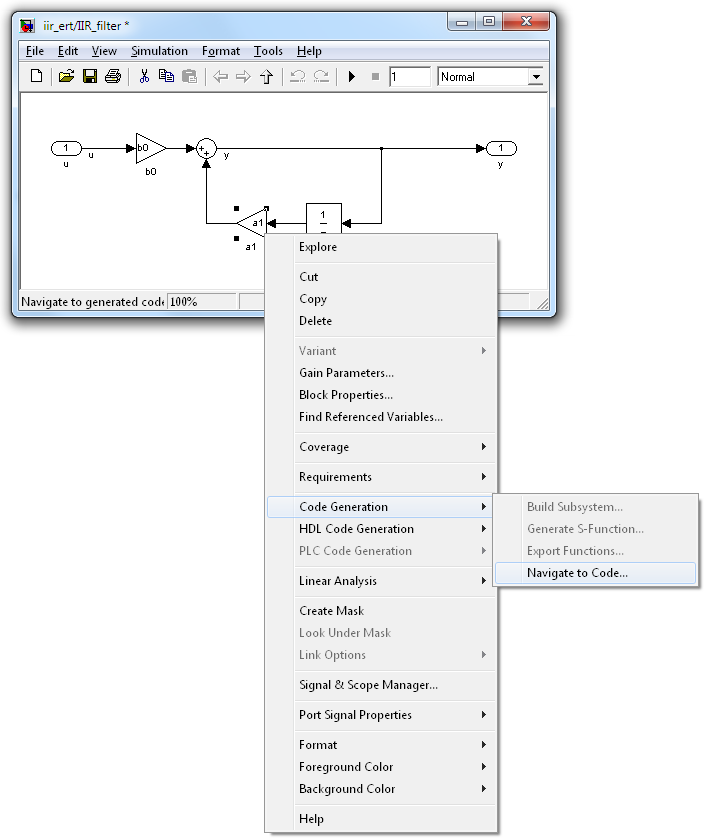 iir_ert/IIR_filter *
File Edit View Simulation Format Tools Help
1 Normal
1 b0 y 1
u
u b0 y
1
a1
a1
Explore
Navigate to generated code 100%
Cut
Copy
Delete
Variant
Gain Parameters...
Block Properties...
Find Referenced Variables...
Coverage
Requirements
Code Generation
Build Subsystem...
HDL Code Generation
Generate S-Function...
PLC Code Generation
Export Functions...
Navigate to Code...
Linear Analysis
Create Mask
Look Under Mask
Link Options
Signal & Scope Manager...
Port Signal Properties
Format
Foreground Color
Background Color
Help